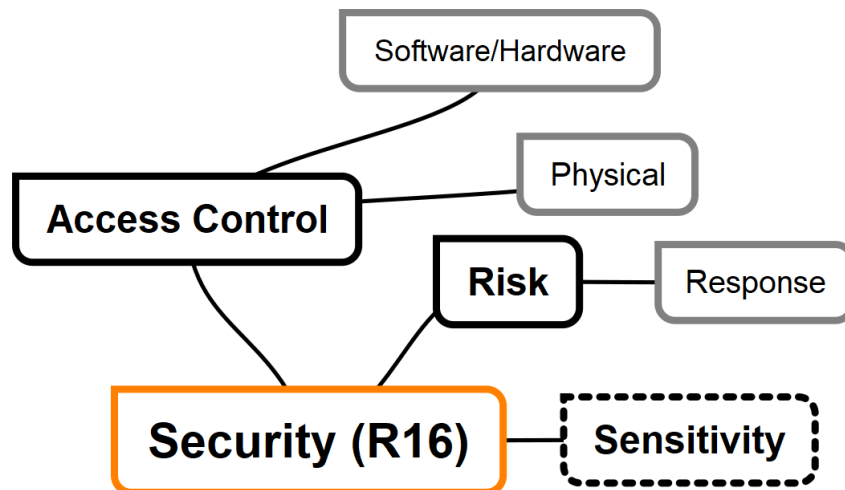 Software/Hardware
Physical
Access Control
Risk
Response
Security (R16)
Sensitivity